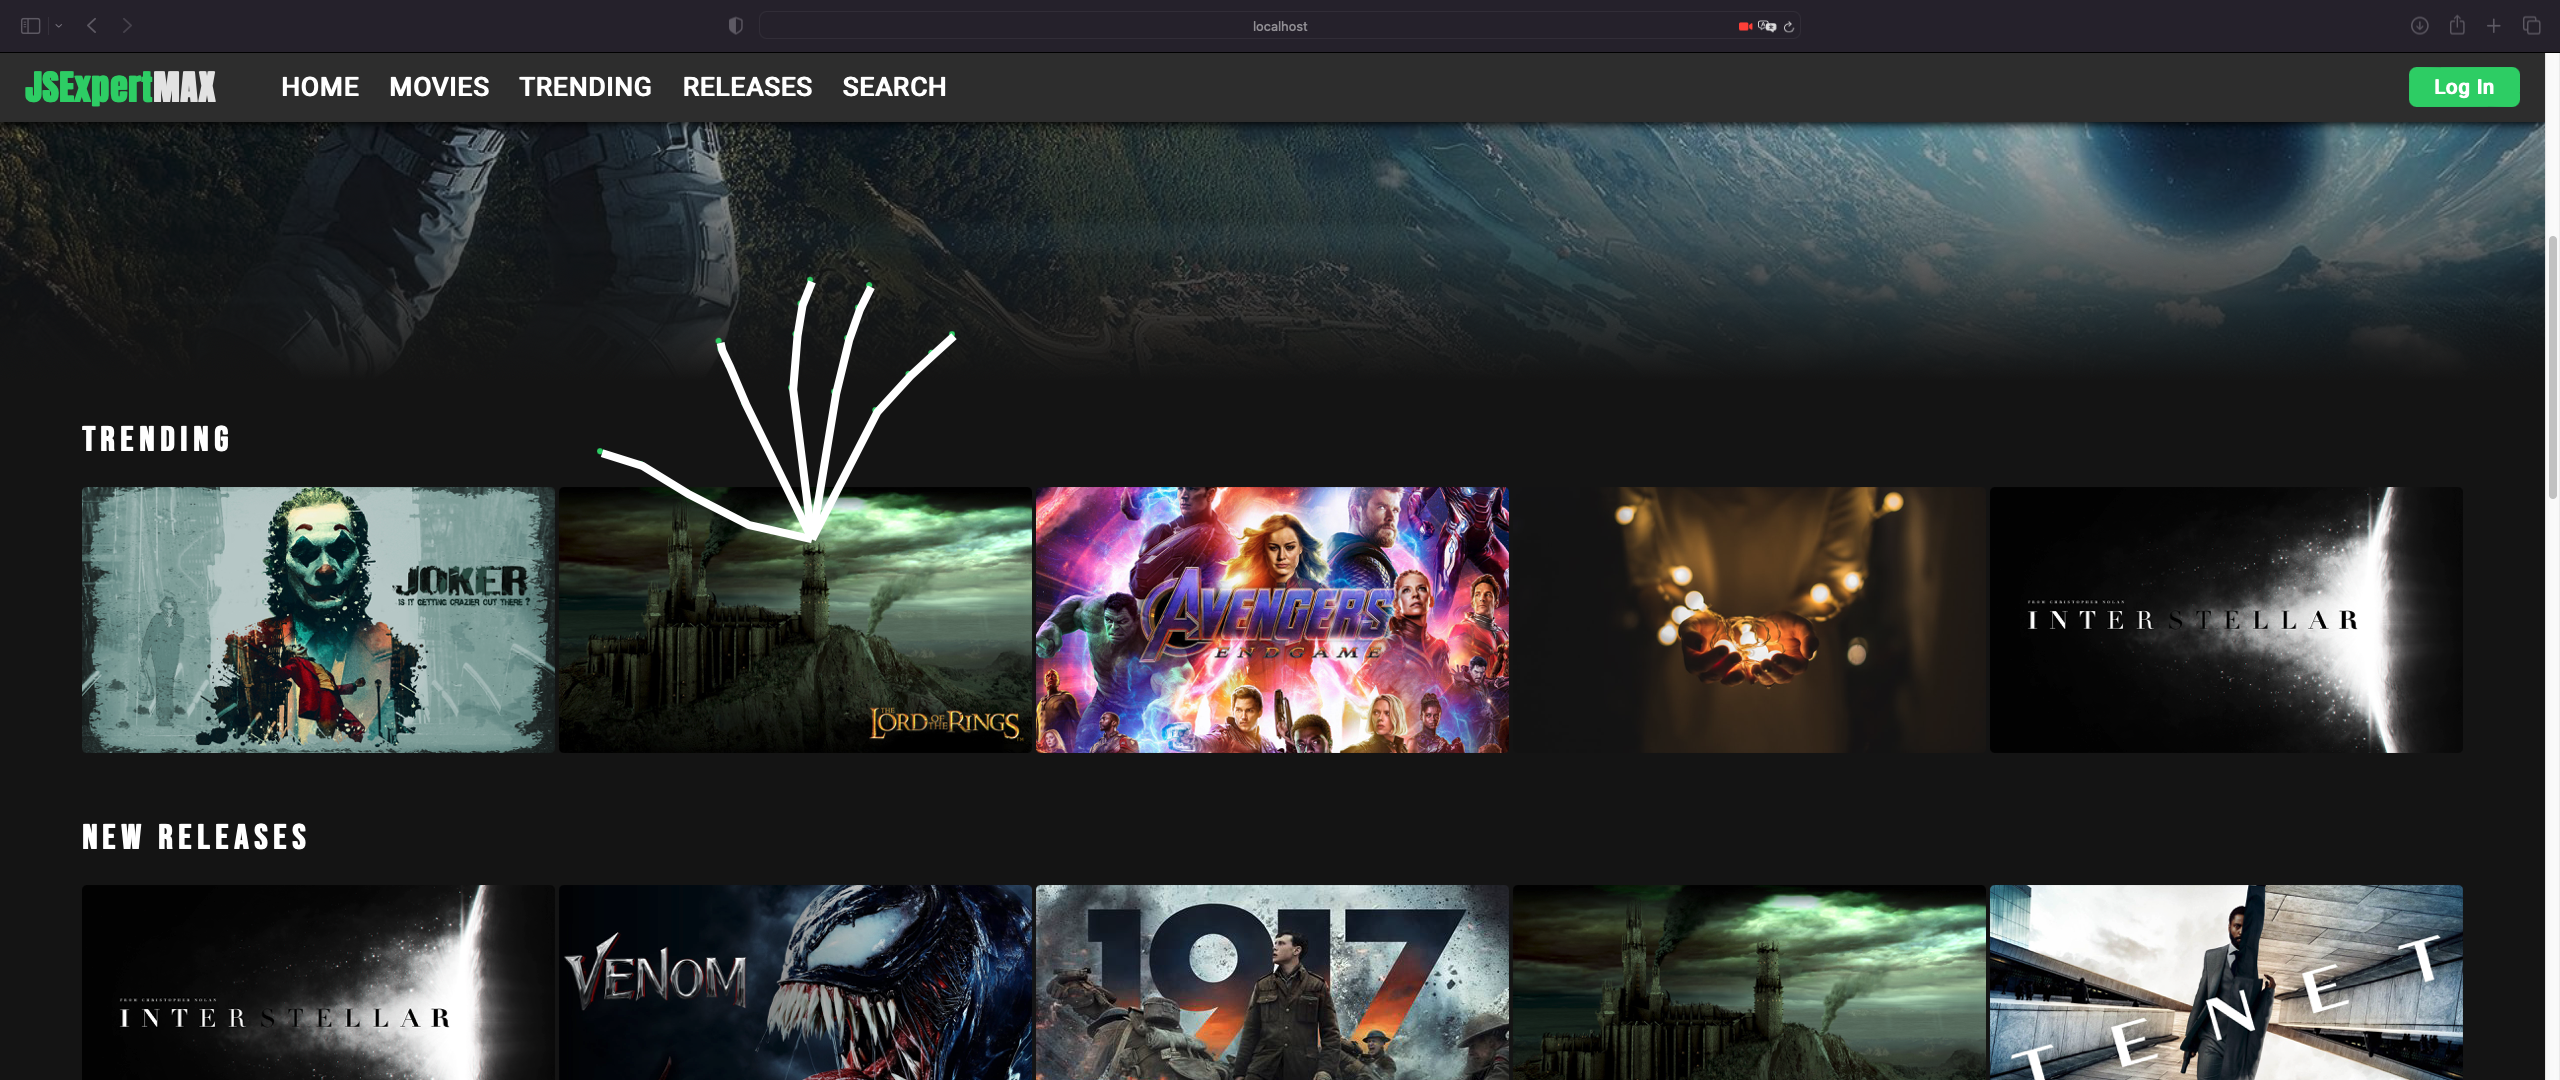 localhost
JSExpertMAX
HOME MOVIES TRENDING RELEASES SEARCH
Log In
TRENDING
JOKER
IS IT GETTING CRAZIER OUT THERE ?
THE
LORD OF THE RINGS
AVENGERS
ENDGAME
FROM CHRISTOPHER NOLAN
INTERSTELLAR
NEW RELEASES
FROM CHRISTOPHER NOLAN
INTERSTELLAR
VENOM
1917
TENET